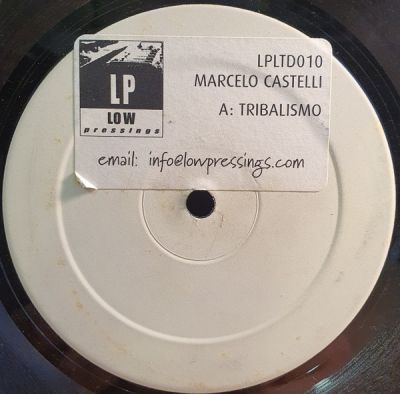 LP
LOW
pressings
LPLTD010
MARCELO CASTELLI
A: TRIBALISMO
email: info@lowpressings.com